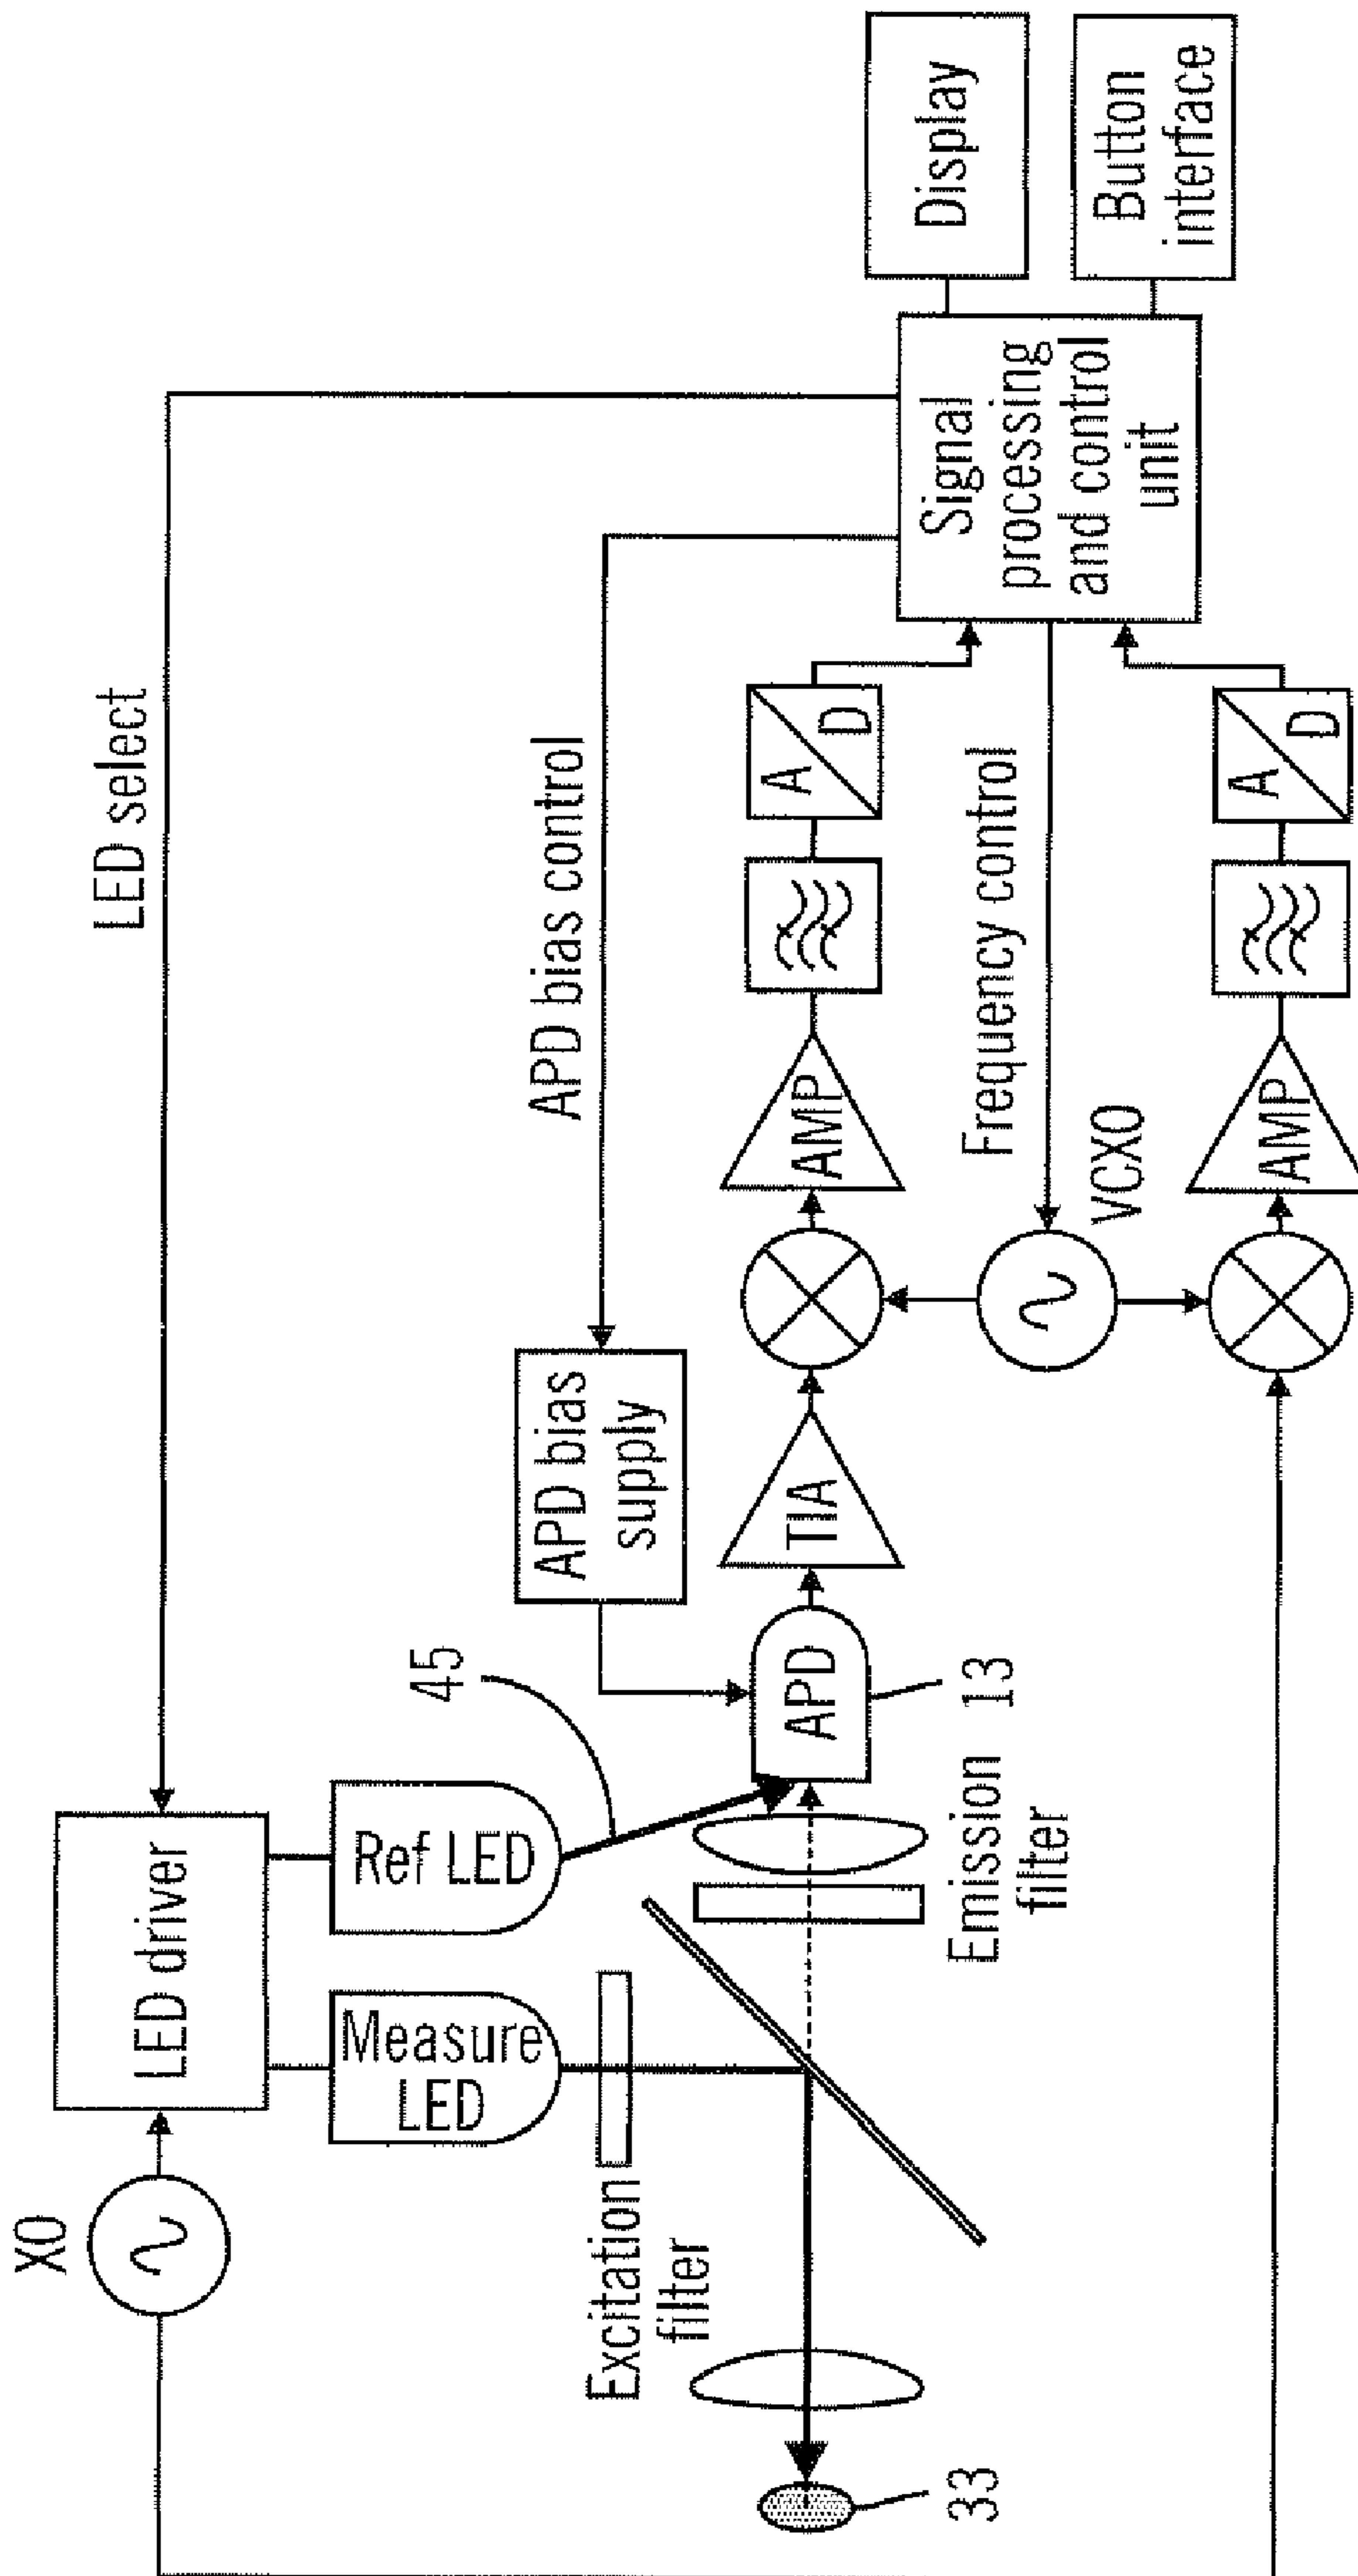 XO
LED driver
LED select
Measure
LED
Ref LED
45
Excitation
filter
APD bias
supply
APD bias control
33
APD
13
Emission
filter
TIA
AMP
A
D
Frequency control
VCXO
AMP
A
D
Signal
processing
and control
unit
Display
Button
interface